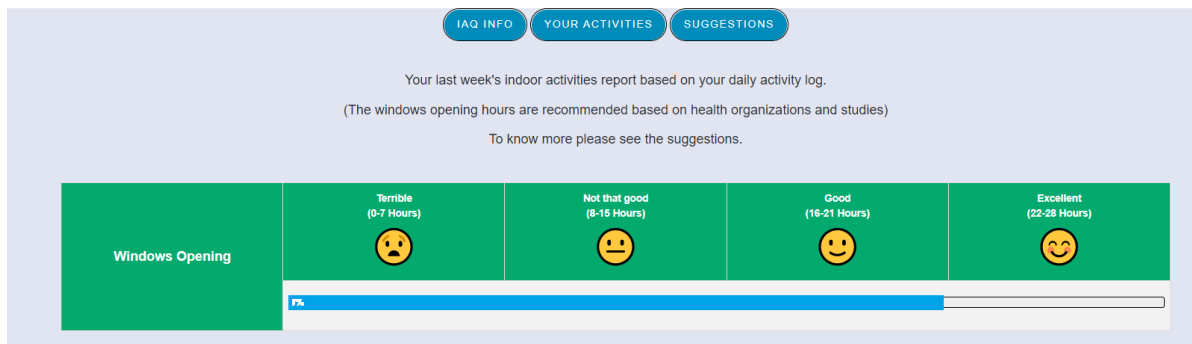 IAQ INFO YOUR ACTIVITIES SUGGESTIONS
Your last week's indoor activities report based on your daily activity log.
(The windows opening hours are recommended based on health organizations and studies)
To know more please see the suggestions.
Windows Opening
Terrible
(0-7 Hours)
Not that good
(8-15 Hours)
Good
(16-21 Hours)
Excellent
(22-28 Hours)